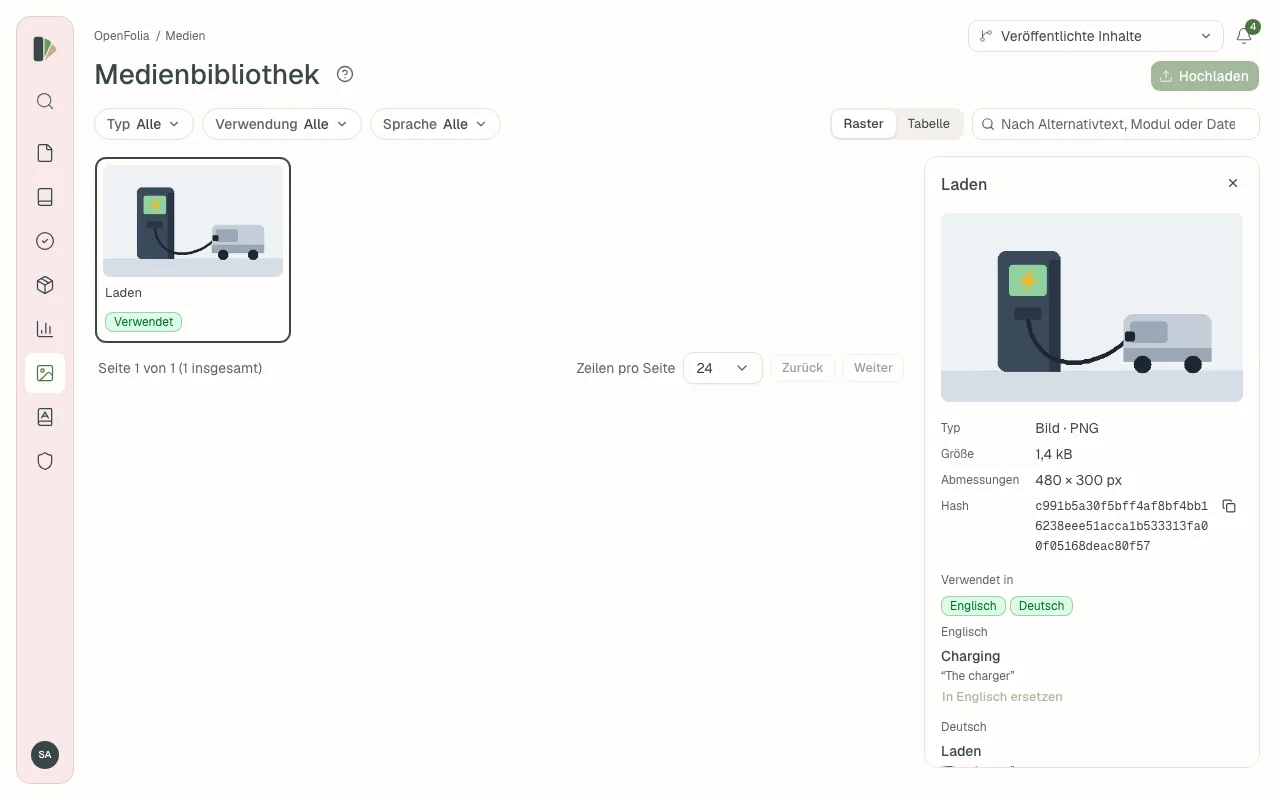 OpenFolia / Medien
Veröffentlichte Inhalte
4
Medienbibliothek
Hochladen
Typ Alle
Verwendung Alle
Sprache Alle
Raster
Tabelle
Nach Alternativtext, Modul oder Date
Laden
Verwendet
Seite 1 von 1 (1 insgesamt)
Zeilen pro Seite
24
Zurück
Weiter
Laden
Typ
Bild · PNG
Größe
1,4 kB
Abmessungen
480 × 300 px
Hash
c991b5a30f5bff4af8bf4bb1
6238eee51acca1b533313fa0
0f05168deac80f57
Verwendet in
Englisch
Deutsch
Englisch
Charging
“The charger”
In Englisch ersetzen
Deutsch
Laden
SA